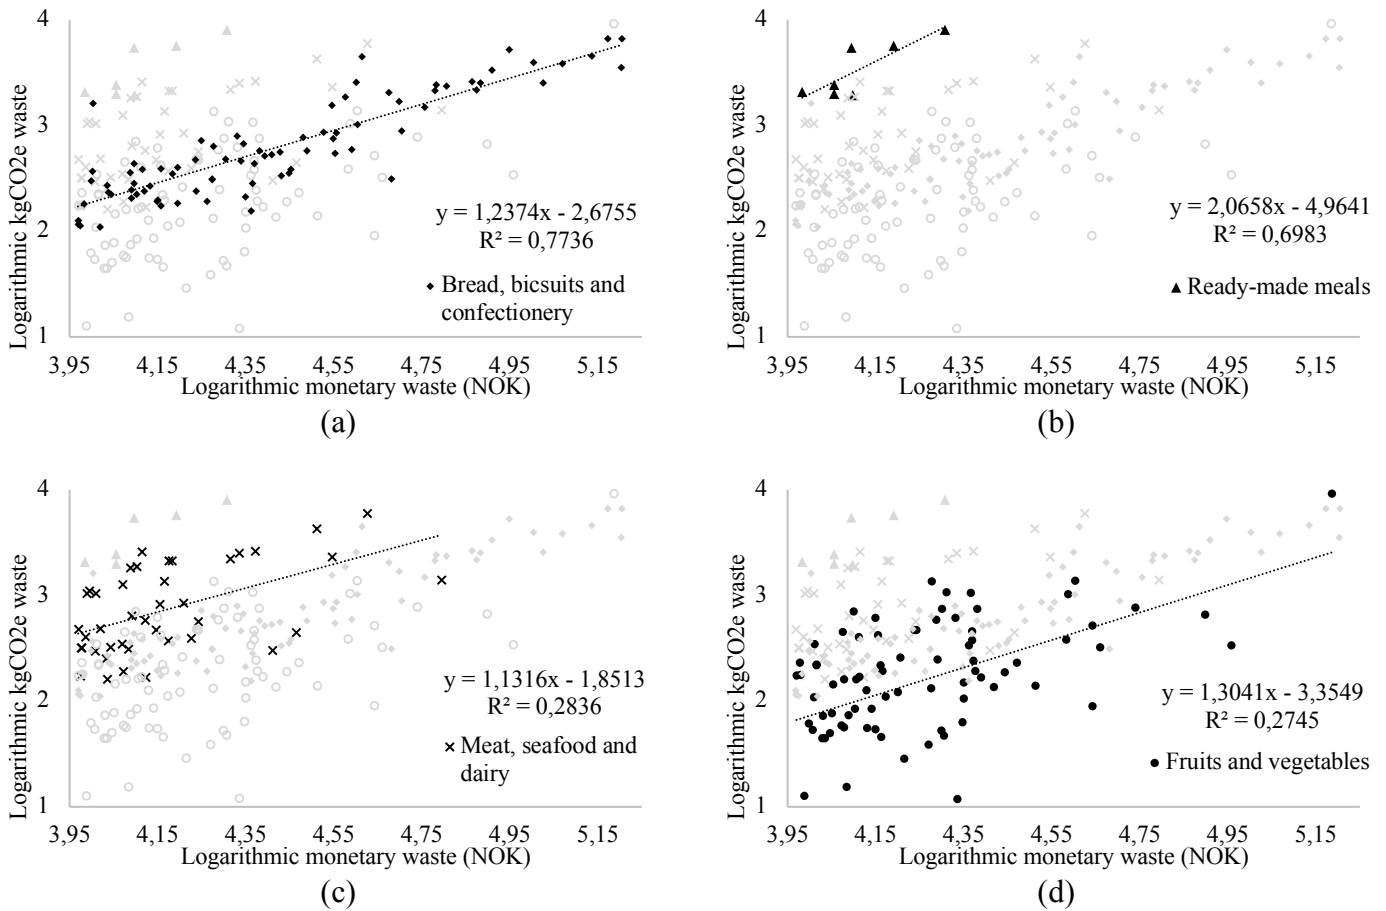 4
3
2
1
Logarithmic kgCO2e waste
y = 1,2374x - 2,6755
R² = 0,7736
Bread, bicsuits and
confectionery
3,95 4,15 4,35 4,55 4,75 4,95 5,15
Logarithmic monetary waste (NOK)
(a)
4
3
2
1
Logarithmic kgCO2e waste
y = 2,0658x - 4,9641
R² = 0,6983
Ready-made meals
3,95 4,15 4,35 4,55 4,75 4,95 5,15
Logarithmic monetary waste (NOK)
(b)
4
3
2
1
Logarithmic kgCO2e waste
y = 1,1316x - 1,8513
R² = 0,2836
Meat, seafood and
dairy
3,95 4,15 4,35 4,55 4,75 4,95 5,15
Logarithmic monetary waste (NOK)
(c)
4
3
2
1
Logarithmic kgCO2e waste
y = 1,3041x - 3,3549
R² = 0,2745
Fruits and vegetables
3,95 4,15 4,35 4,55 4,75 4,95 5,15
Logarithmic monetary waste (NOK)
(d)